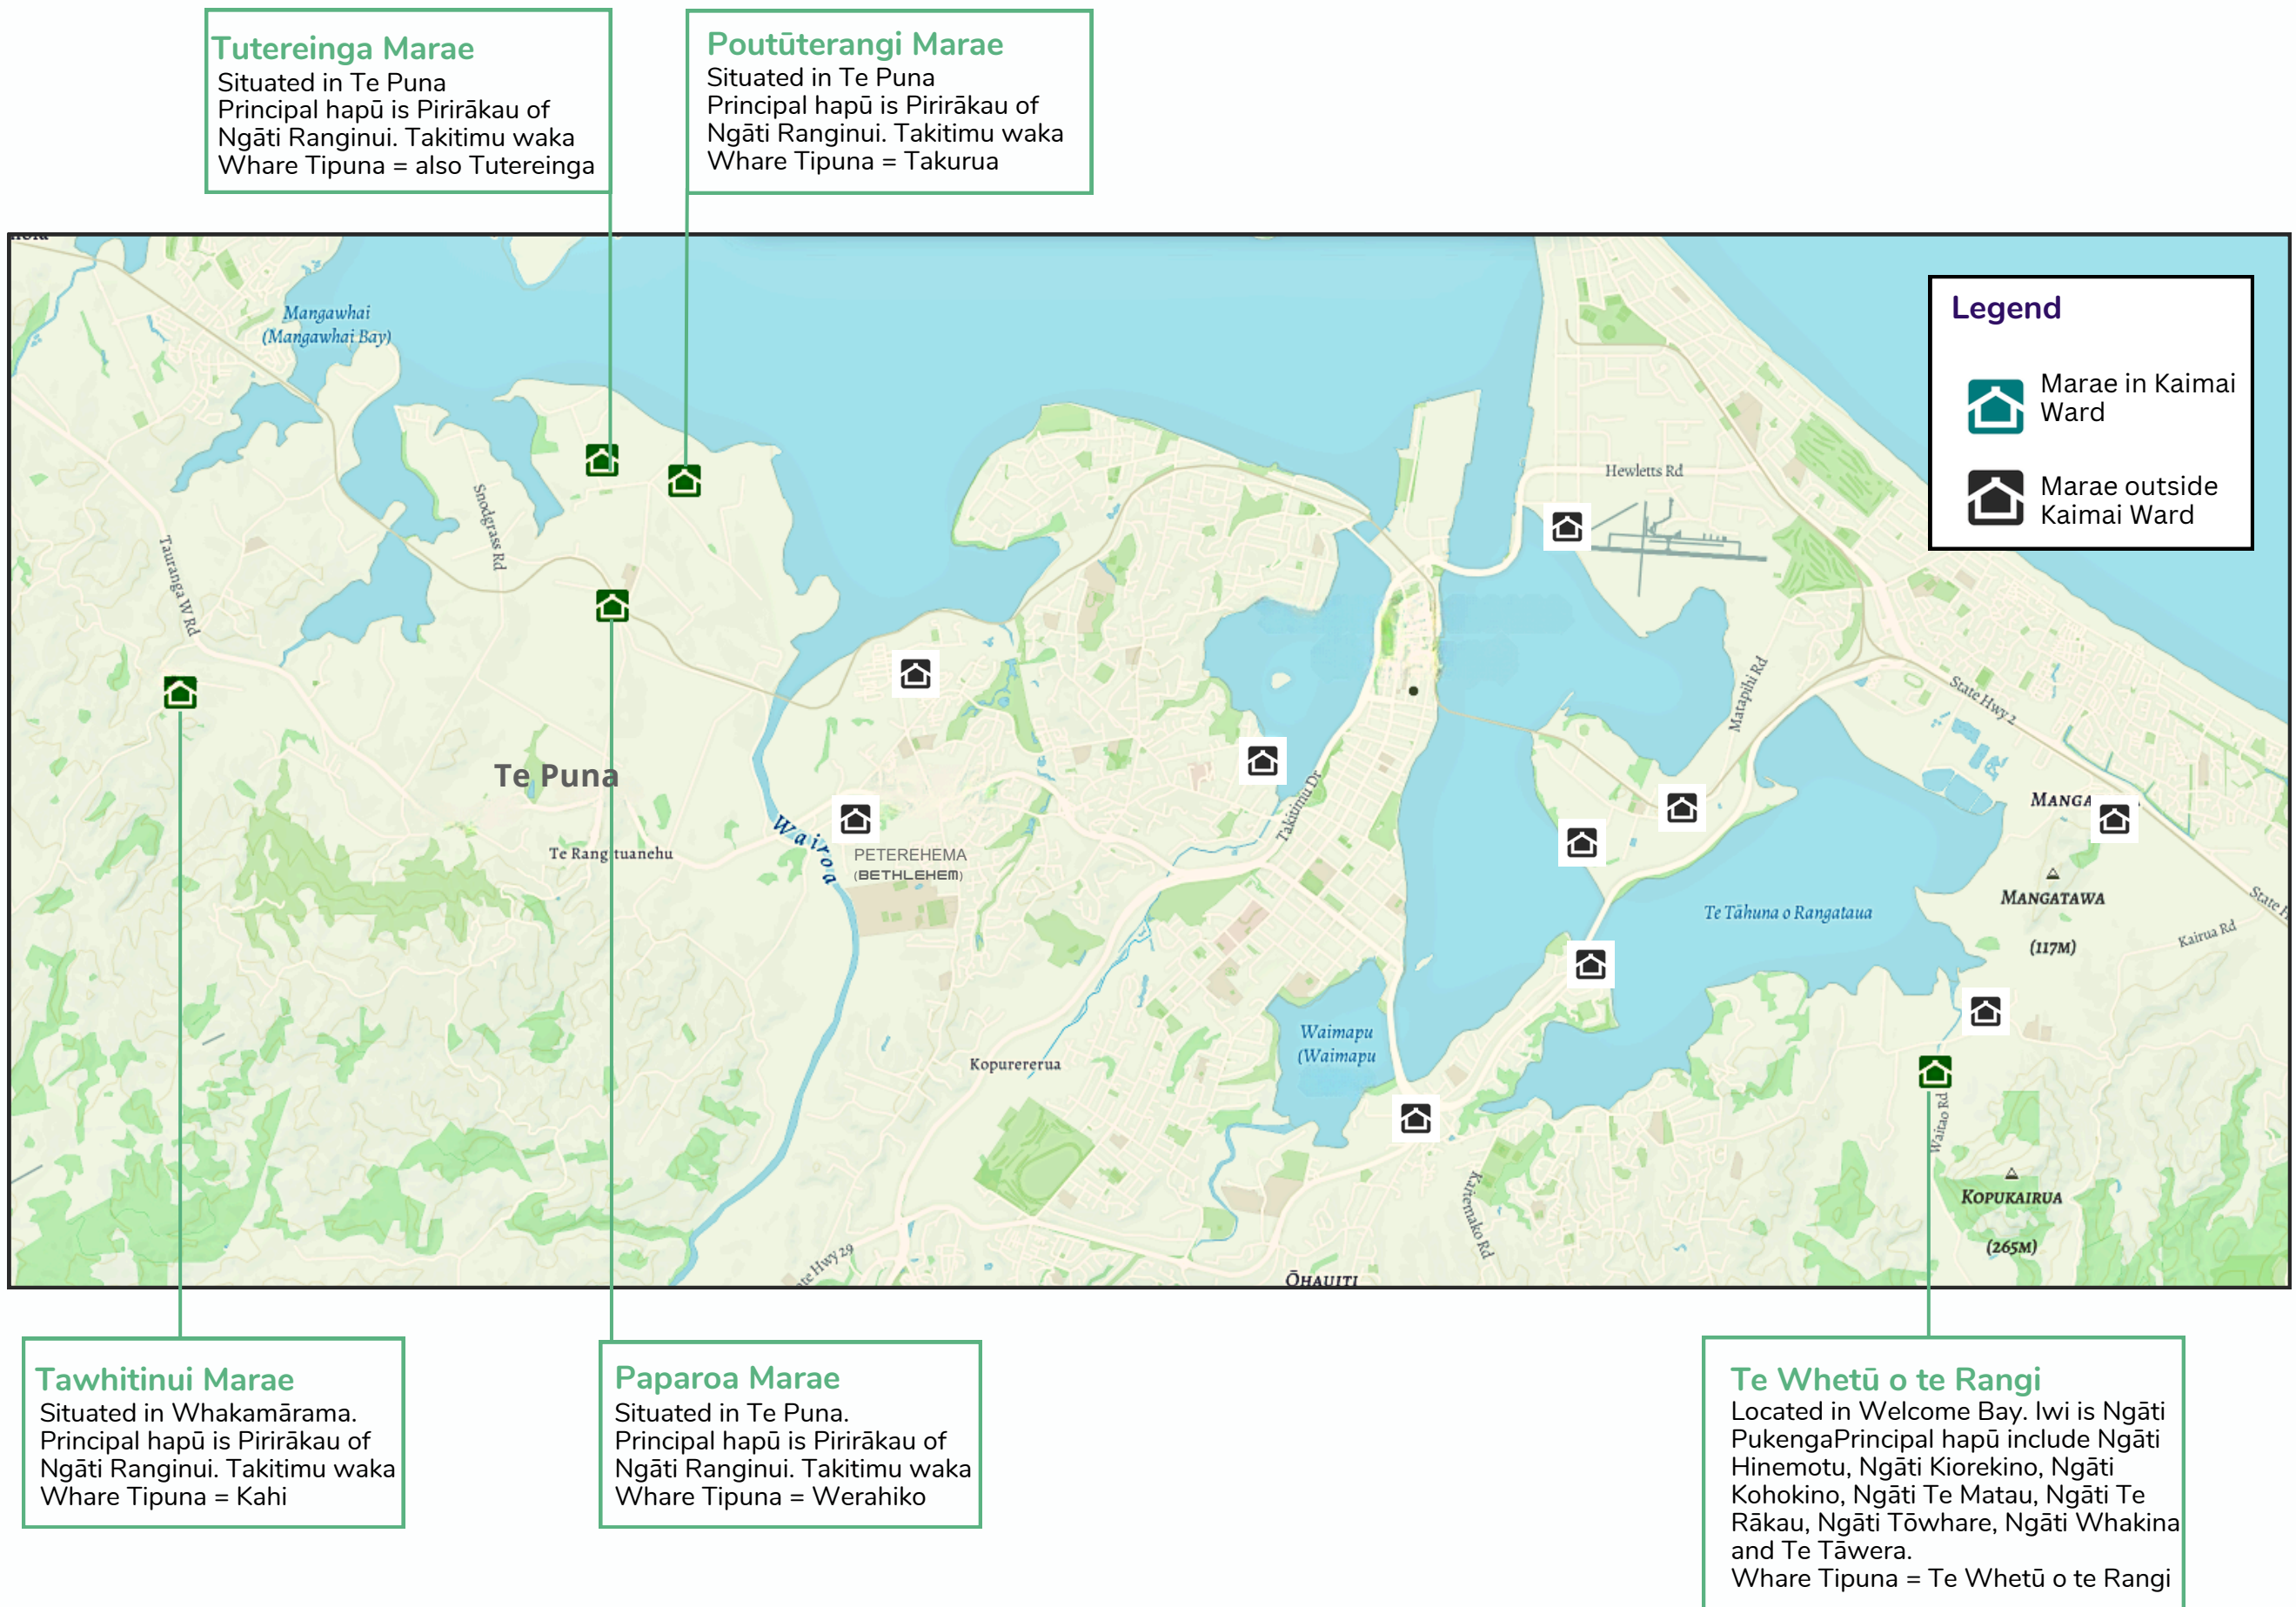 Tutereinga Marae
Situated in Te Puna
Principal hapū is Pirirākau of
Ngāti Ranginui. Takitimu waka
Whare Tipuna = also Tutereinga
Poutūterangi Marae
Situated in Te Puna
Principal hapū is Pirirākau of
Ngāti Ranginui. Takitimu waka
Whare Tipuna = Takurua
Mangawhai
(Mangawhai Bay)
Legend
Marae in Kaimai
Ward
Marae outside
Kaimai Ward
Hewletts Rd
Snodgrass Rd
Tauranga W Rd
Matapihi Rd
State Hwy 2
Te Puna
Takitimu Dr
MANGA
Wairoa
Te Rangituanehu
PETEREHEMA
(BETHLEHEM)
MANGATAWA
(117M)
Te Tāhuna o Rangataua
State H
Kairua Rd
Waimapu
(Waimapu
Kopurererua
Waitao Rd
Kaitemako Rd
KOPUKAIRUA
(265M)
ate Hwy 29
ŌHAUITI
Tawhitinui Marae
Situated in Whakamārama.
Principal hapū is Pirirākau of
Ngāti Ranginui. Takitimu waka
Whare Tipuna = Kahi
Paparoa Marae
Situated in Te Puna.
Principal hapū is Pirirākau of
Ngāti Ranginui. Takitimu waka
Whare Tipuna = Werahiko
Te Whetū o te Rangi
Located in Welcome Bay. Iwi is Ngāti
PukengaPrincipal hapū include Ngāti
Hinemotu, Ngāti Kiorekino, Ngāti
Kohokino, Ngāti Te Matau, Ngāti Te
Rākau, Ngāti Tōwhare, Ngāti Whakina
and Te Tāwera.
Whare Tipuna = Te Whetū o te Rangi